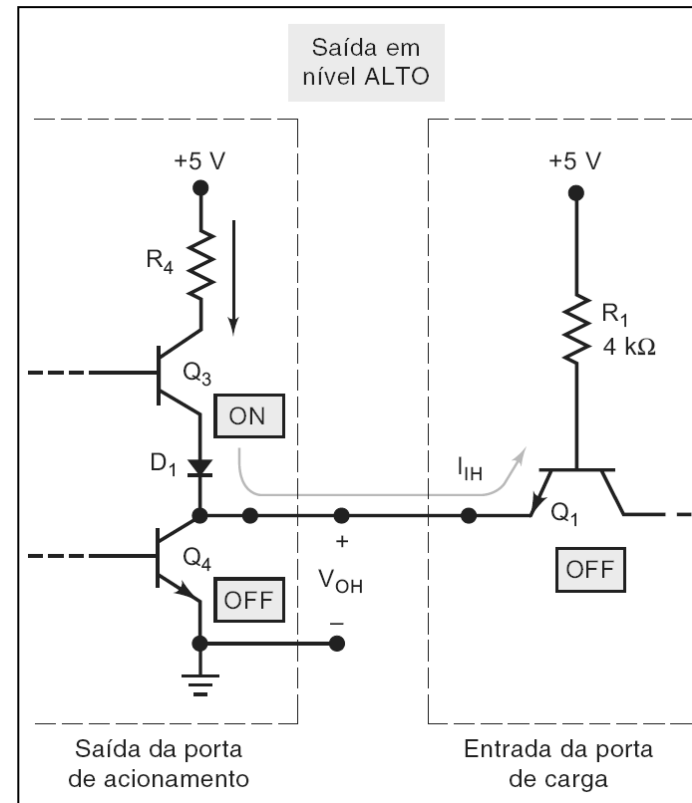 Saída em
nível ALTO
+5 V
+5 V
R4
R1
4 kΩ
Q3
ON
D1
IIH
Q1
Q4
+
VOH
–
OFF
OFF
Saída da porta
de acionamento
Entrada da porta
de carga